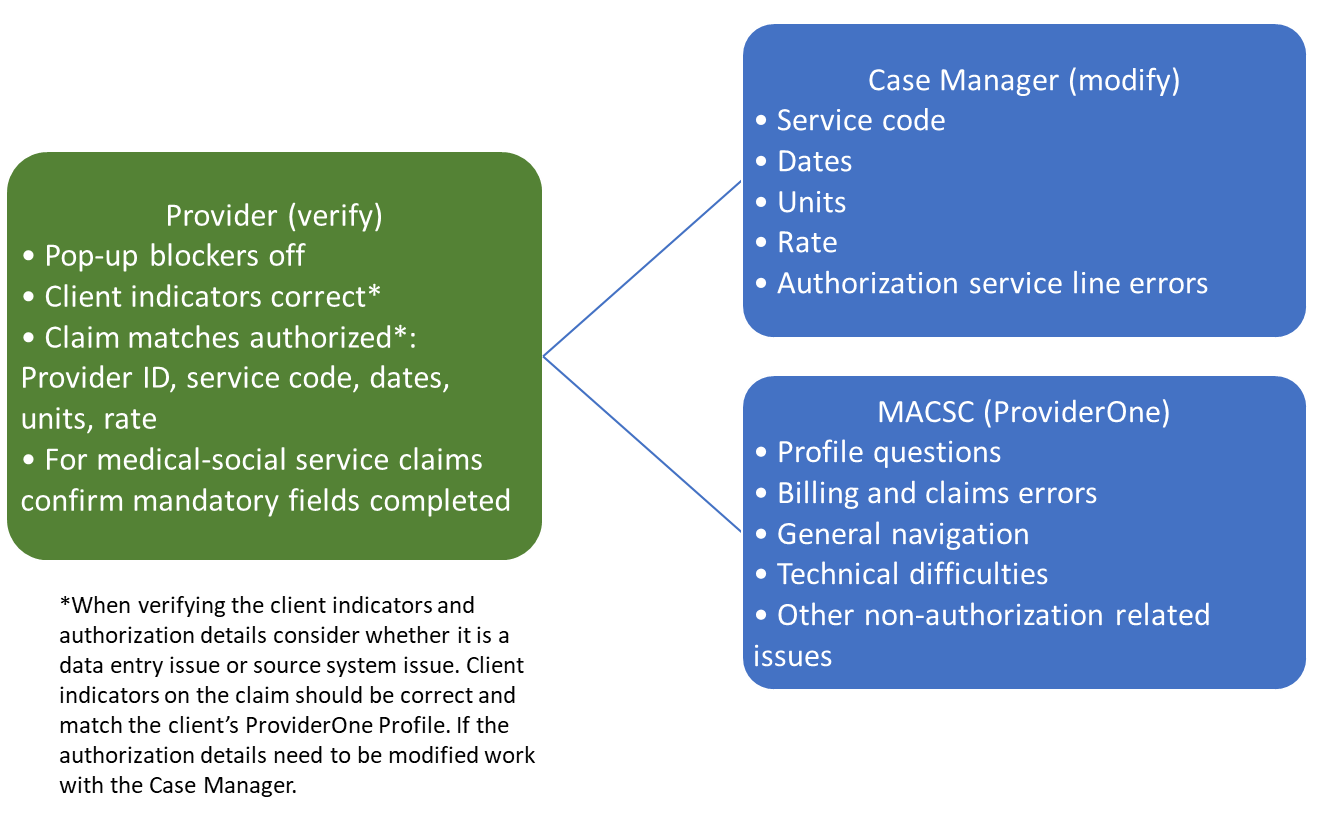 Provider (verify)
• Pop-up blockers off
• Client indicators correct*
• Claim matches authorized*:
Provider ID, service code, dates,
units, rate
• For medical-social service claims
confirm mandatory fields completed
*When verifying the client indicators and
authorization details consider whether it is a
data entry issue or source system issue. Client
indicators on the claim should be correct and
match the client’s ProviderOne Profile. If the
authorization details need to be modified work
with the Case Manager.
Case Manager (modify)
• Service code
• Dates
• Units
• Rate
• Authorization service line errors
MACSC (ProviderOne)
• Profile questions
• Billing and claims errors
• General navigation
• Technical difficulties
• Other non-authorization related
issues